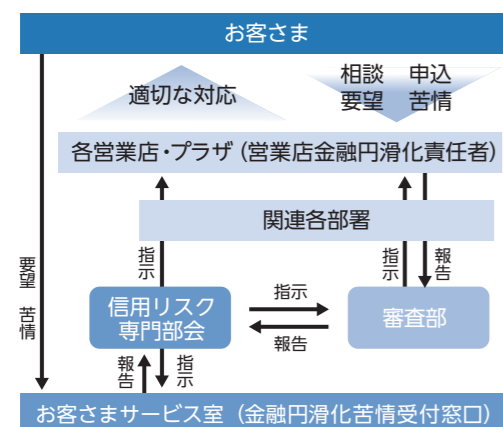 お客さま
適切な対応
相談 申込
要望 苦情
各営業店・プラザ（営業店金融円滑化責任者）
関連各部署
要望 苦情
指示
指示
報告
信用リスク
専門部会
指示
報告
審査部
報告
指示
お客さまサービス室（金融円滑化苦情受付窓口）